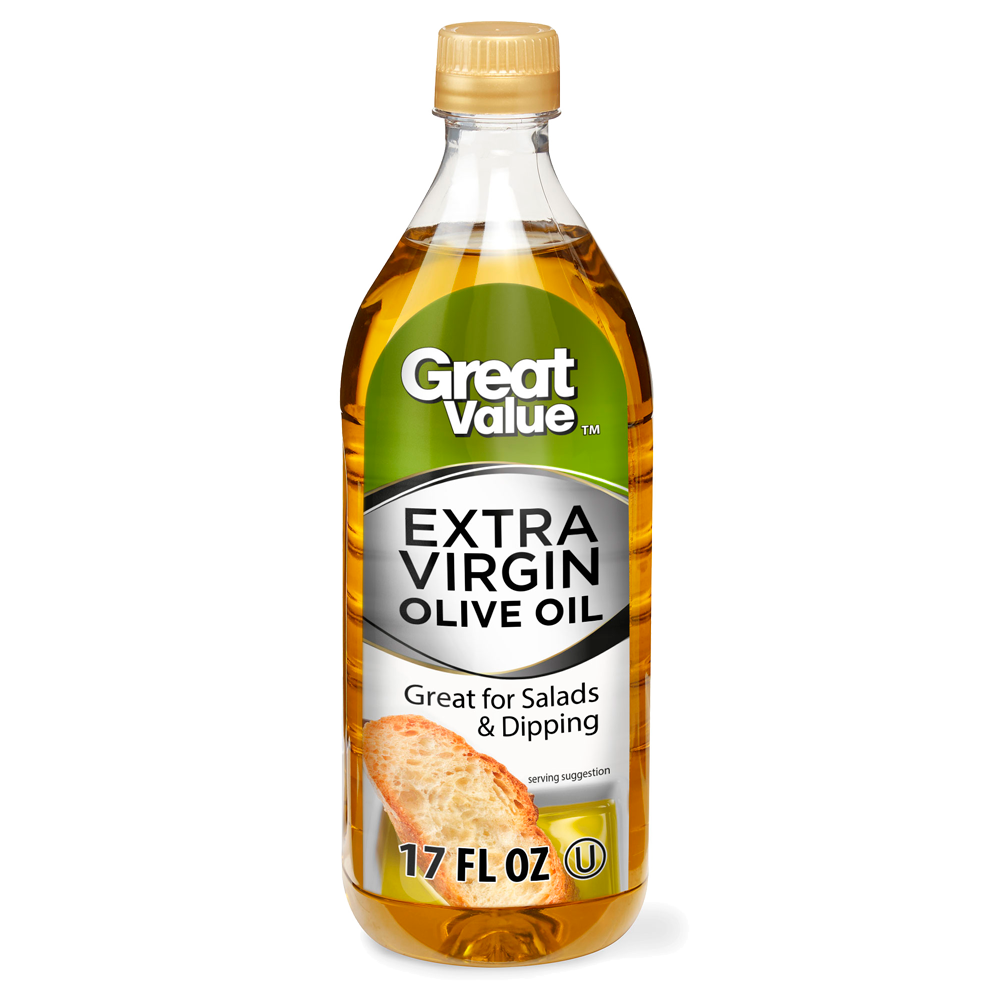 Great
Value ™
EXTRA
VIRGIN
OLIVE OIL
Great for Salads
& Dipping
serving suggestion
17 FL OZ U